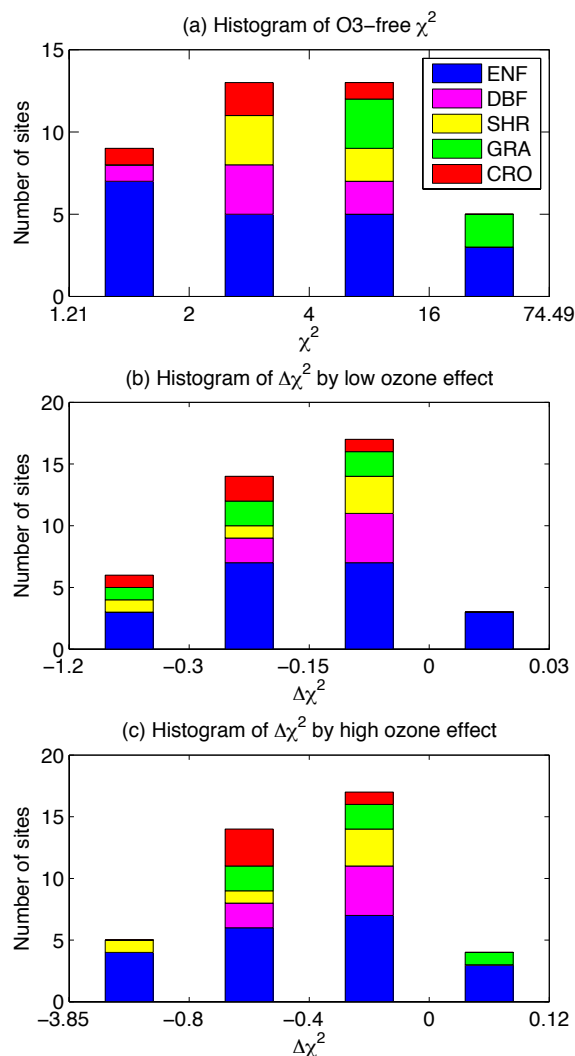 (a) Histogram of O3−free χ²
15
10
5
0
Number of sites
ENF
DBF
SHR
GRA
CRO
1.21 2 4 16 74.49
χ²
(b) Histogram of Δχ² by low ozone effect
20
15
10
5
0
Number of sites
−1.2 −0.3 −0.15 0 0.03
Δχ²
(c) Histogram of Δχ² by high ozone effect
20
15
10
5
0
Number of sites
−3.85 −0.8 −0.4 0 0.12
Δχ²